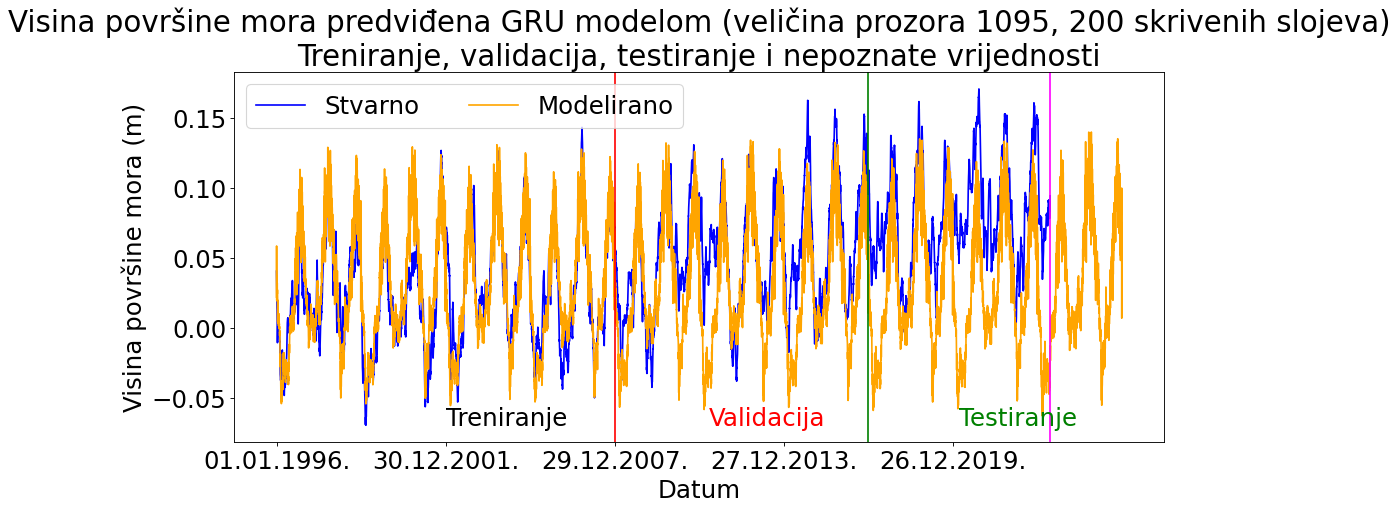 Visina površine mora predviđena GRU modelom (veličina prozora 1095, 200 skrivenih slojeva)
Treniranje, validacija, testiranje i nepoznate vrijednosti
Stvarno
Modelirano
Visina površine mora (m)
0.15
0.10
0.05
0.00
−0.05
Treniranje
Validacija
Testiranje
01.01.1996.
30.12.2001.
29.12.2007.
27.12.2013.
26.12.2019.
Datum